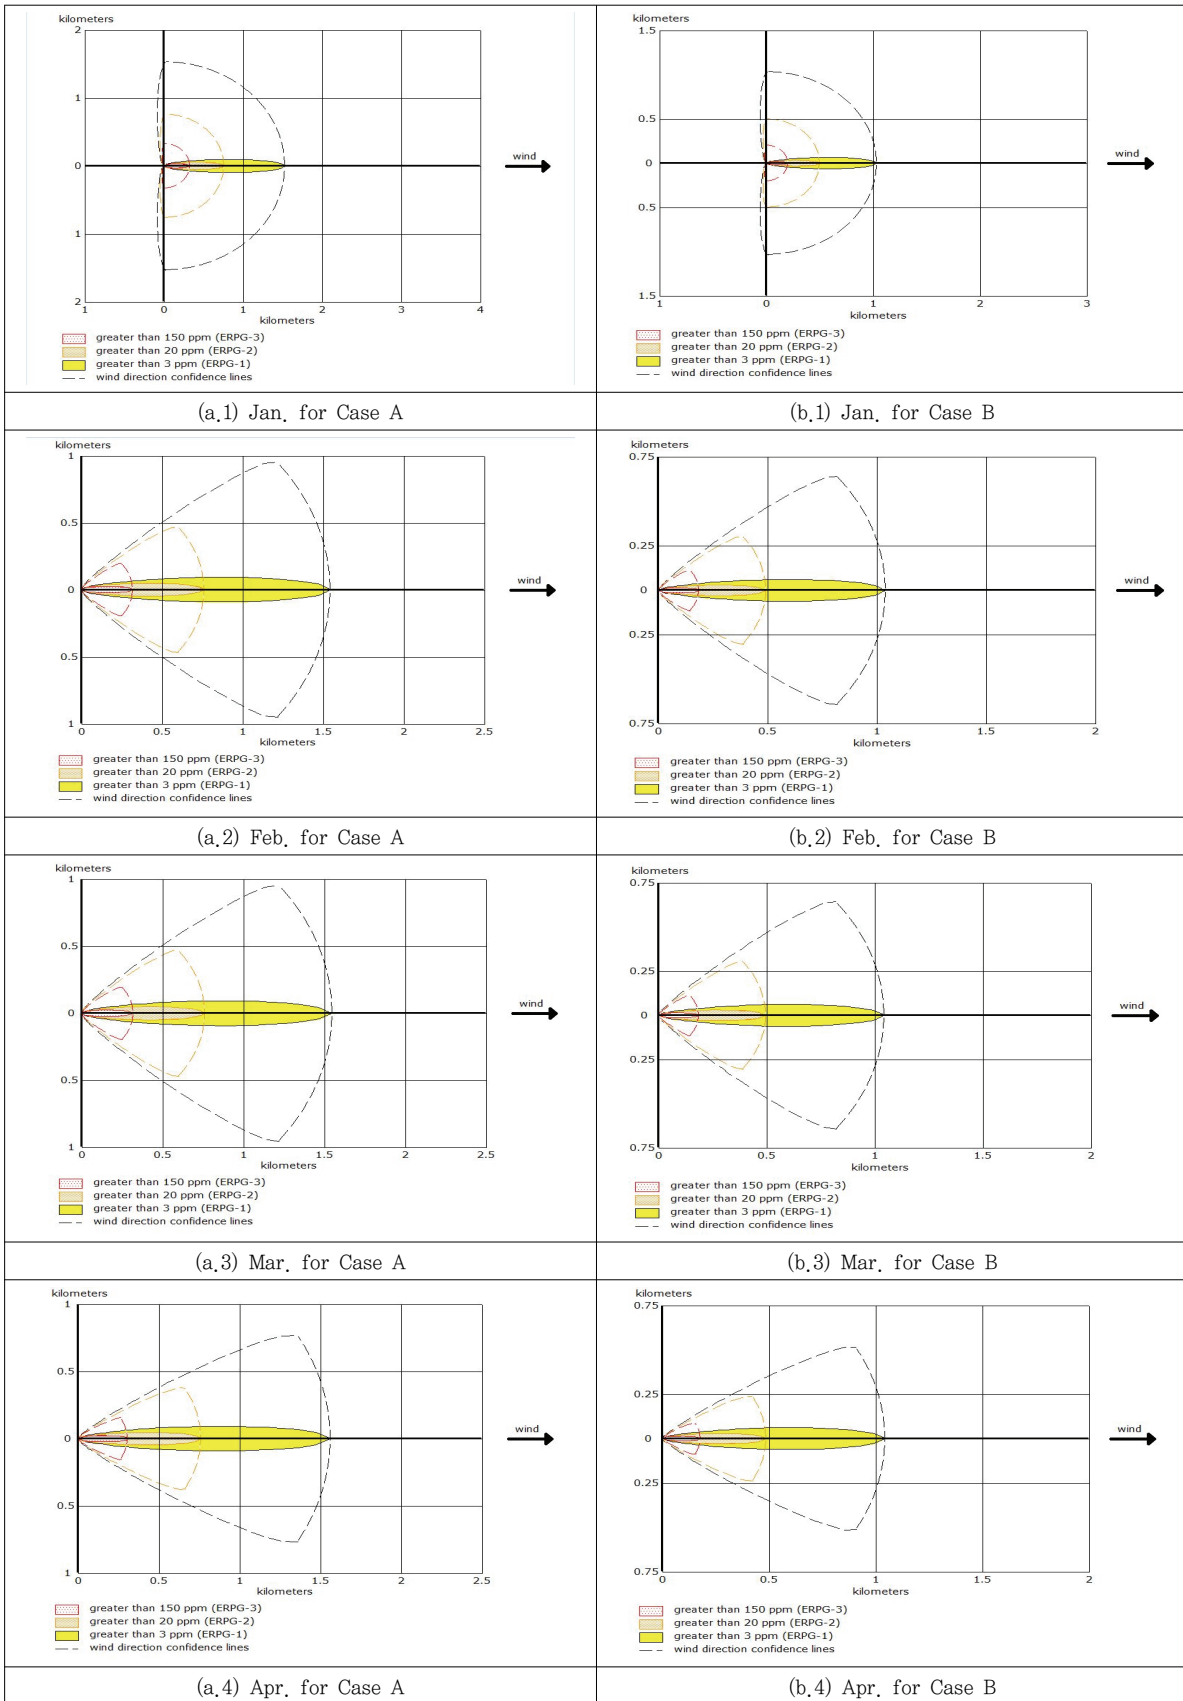 kilometers
2
1
0
1
2
1
0
1
2
3
4
kilometers
wind
greater than 150 ppm (ERPG-3)
greater than 20 ppm (ERPG-2)
greater than 3 ppm (ERPG-1)
wind direction confidence lines
(a.1) Jan. for Case A
kilometers
1.5
0.5
0
0.5
1.5
1
0
1
2
3
kilometers
wind
greater than 150 ppm (ERPG-3)
greater than 20 ppm (ERPG-2)
greater than 3 ppm (ERPG-1)
wind direction confidence lines
(b.1) Jan. for Case B
kilometers
1
0.5
0
0.5
1
0
0.5
1
1.5
2
2.5
kilometers
wind
greater than 150 ppm (ERPG-3)
greater than 20 ppm (ERPG-2)
greater than 3 ppm (ERPG-1)
wind direction confidence lines
(a.2) Feb. for Case A
kilometers
0.75
0.25
0
0.25
0.75
0
0.5
1
1.5
2
kilometers
wind
greater than 150 ppm (ERPG-3)
greater than 20 ppm (ERPG-2)
greater than 3 ppm (ERPG-1)
wind direction confidence lines
(b.2) Feb. for Case B
kilometers
1
0.5
0
0.5
1
0
0.5
1
1.5
2
2.5
kilometers
wind
greater than 150 ppm (ERPG-3)
greater than 20 ppm (ERPG-2)
greater than 3 ppm (ERPG-1)
wind direction confidence lines
(a.3) Mar. for Case A
kilometers
0.75
0.25
0
0.25
0.75
0
0.5
1
1.5
2
kilometers
wind
greater than 150 ppm (ERPG-3)
greater than 20 ppm (ERPG-2)
greater than 3 ppm (ERPG-1)
wind direction confidence lines
(b.3) Mar. for Case B
kilometers
1
0.5
0
0.5
1
0
0.5
1
1.5
2
2.5
kilometers
wind
greater than 150 ppm (ERPG-3)
greater than 20 ppm (ERPG-2)
greater than 3 ppm (ERPG-1)
wind direction confidence lines
(a.4) Apr. for Case A
kilometers
0.75
0.25
0
0.25
0.75
0
0.5
1
1.5
2
kilometers
wind
greater than 150 ppm (ERPG-3)
greater than 20 ppm (ERPG-2)
greater than 3 ppm (ERPG-1)
wind direction confidence lines
(b.4) Apr. for Case B